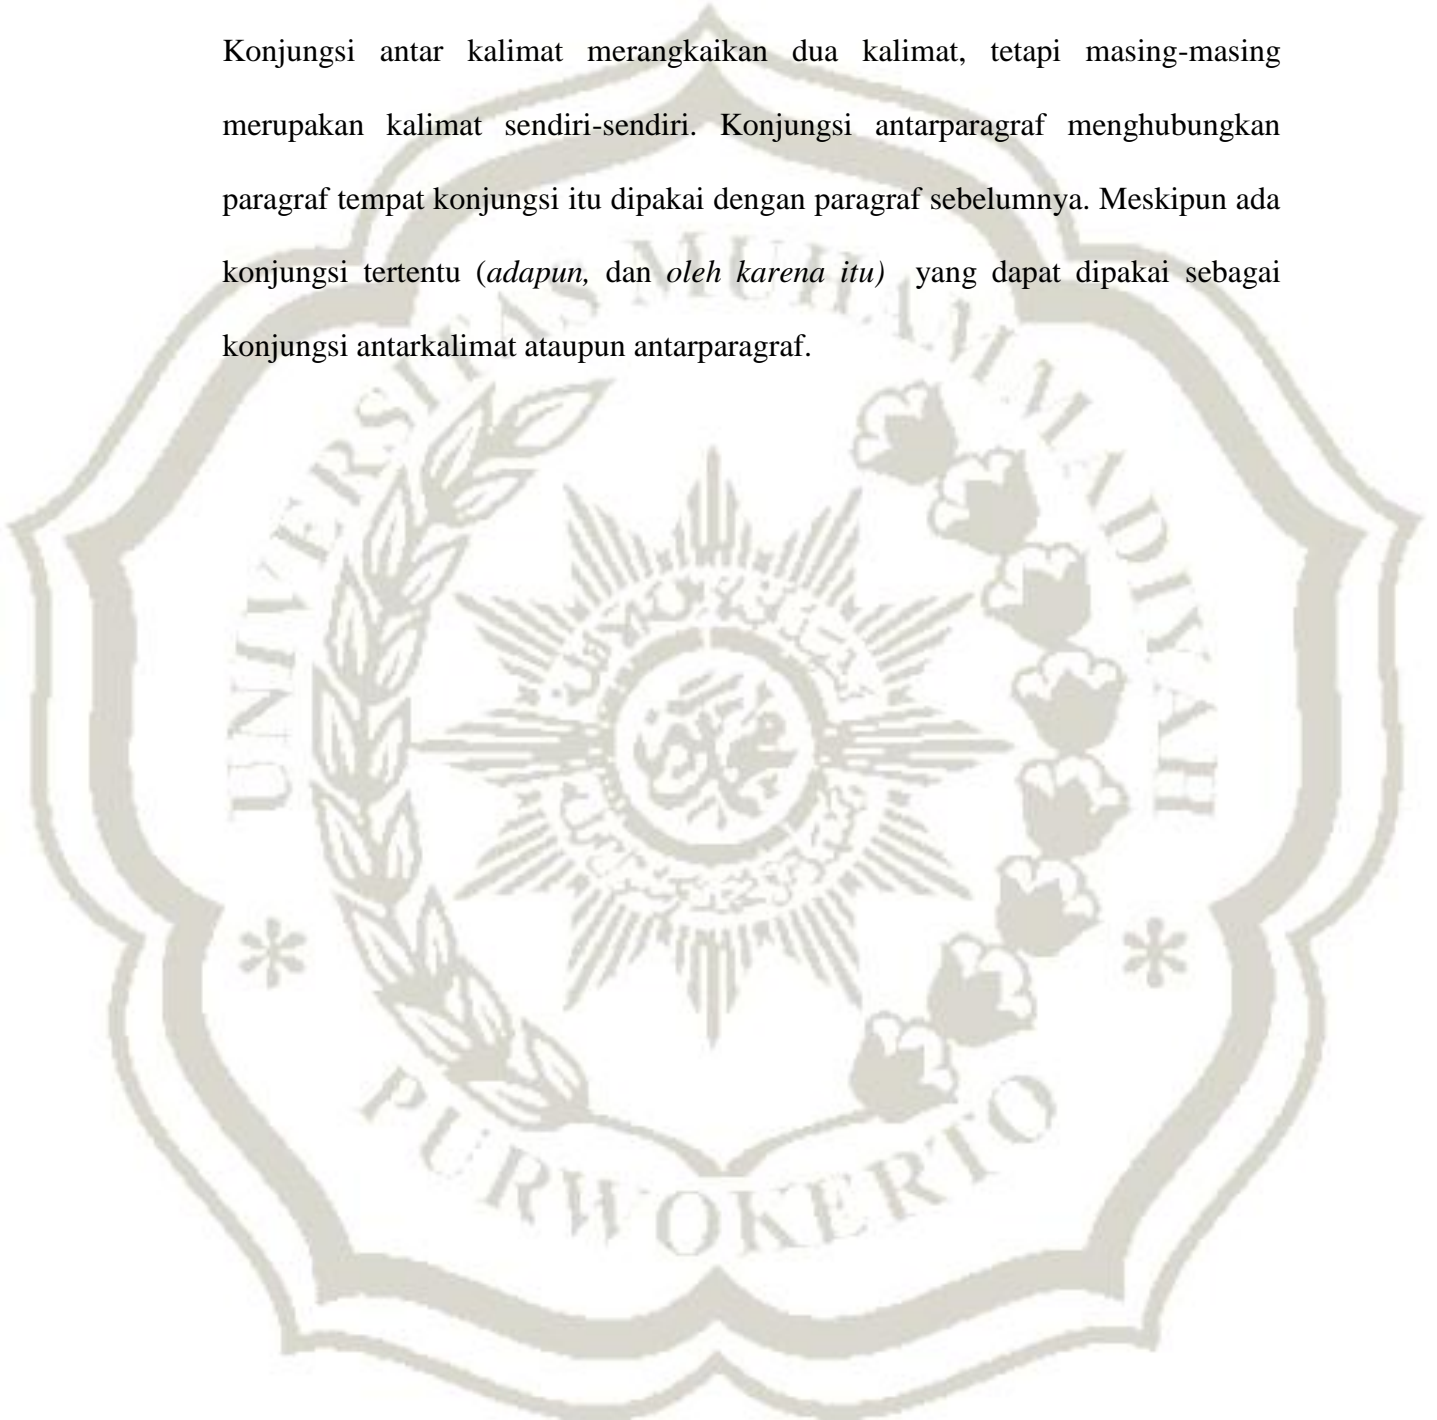 Konjungsi antar kalimat merangkaikan dua kalimat, tetapi masing-masing
merupakan kalimat sendiri-sendiri. Konjungsi antarparagraf menghubungkan
paragraf tempat konjungsi itu dipakai dengan paragraf sebelumnya. Meskipun ada
konjungsi tertentu (adapun, dan oleh karena itu) yang dapat dipakai sebagai
konjungsi antarkalimat ataupun antarparagraf.
UNIVERSITAS MUHAMMADIYAH
PURWOKERTO